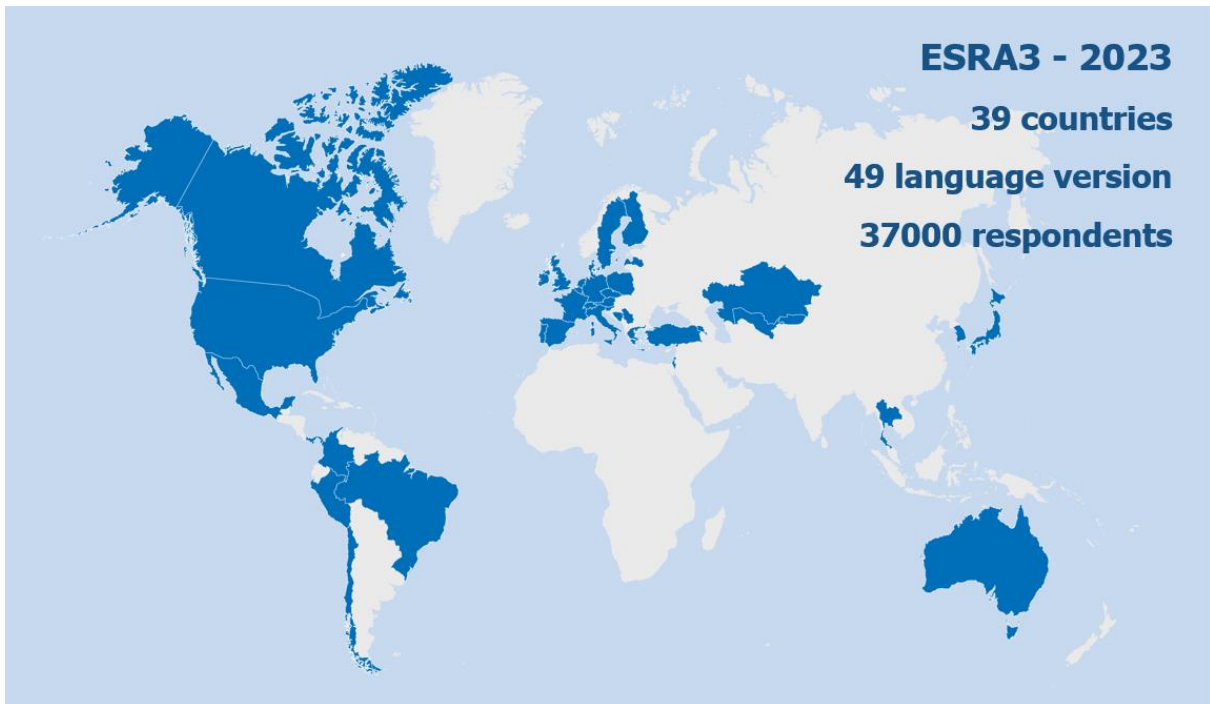 ESRA3 - 2023
39 countries
49 language version
37000 respondents